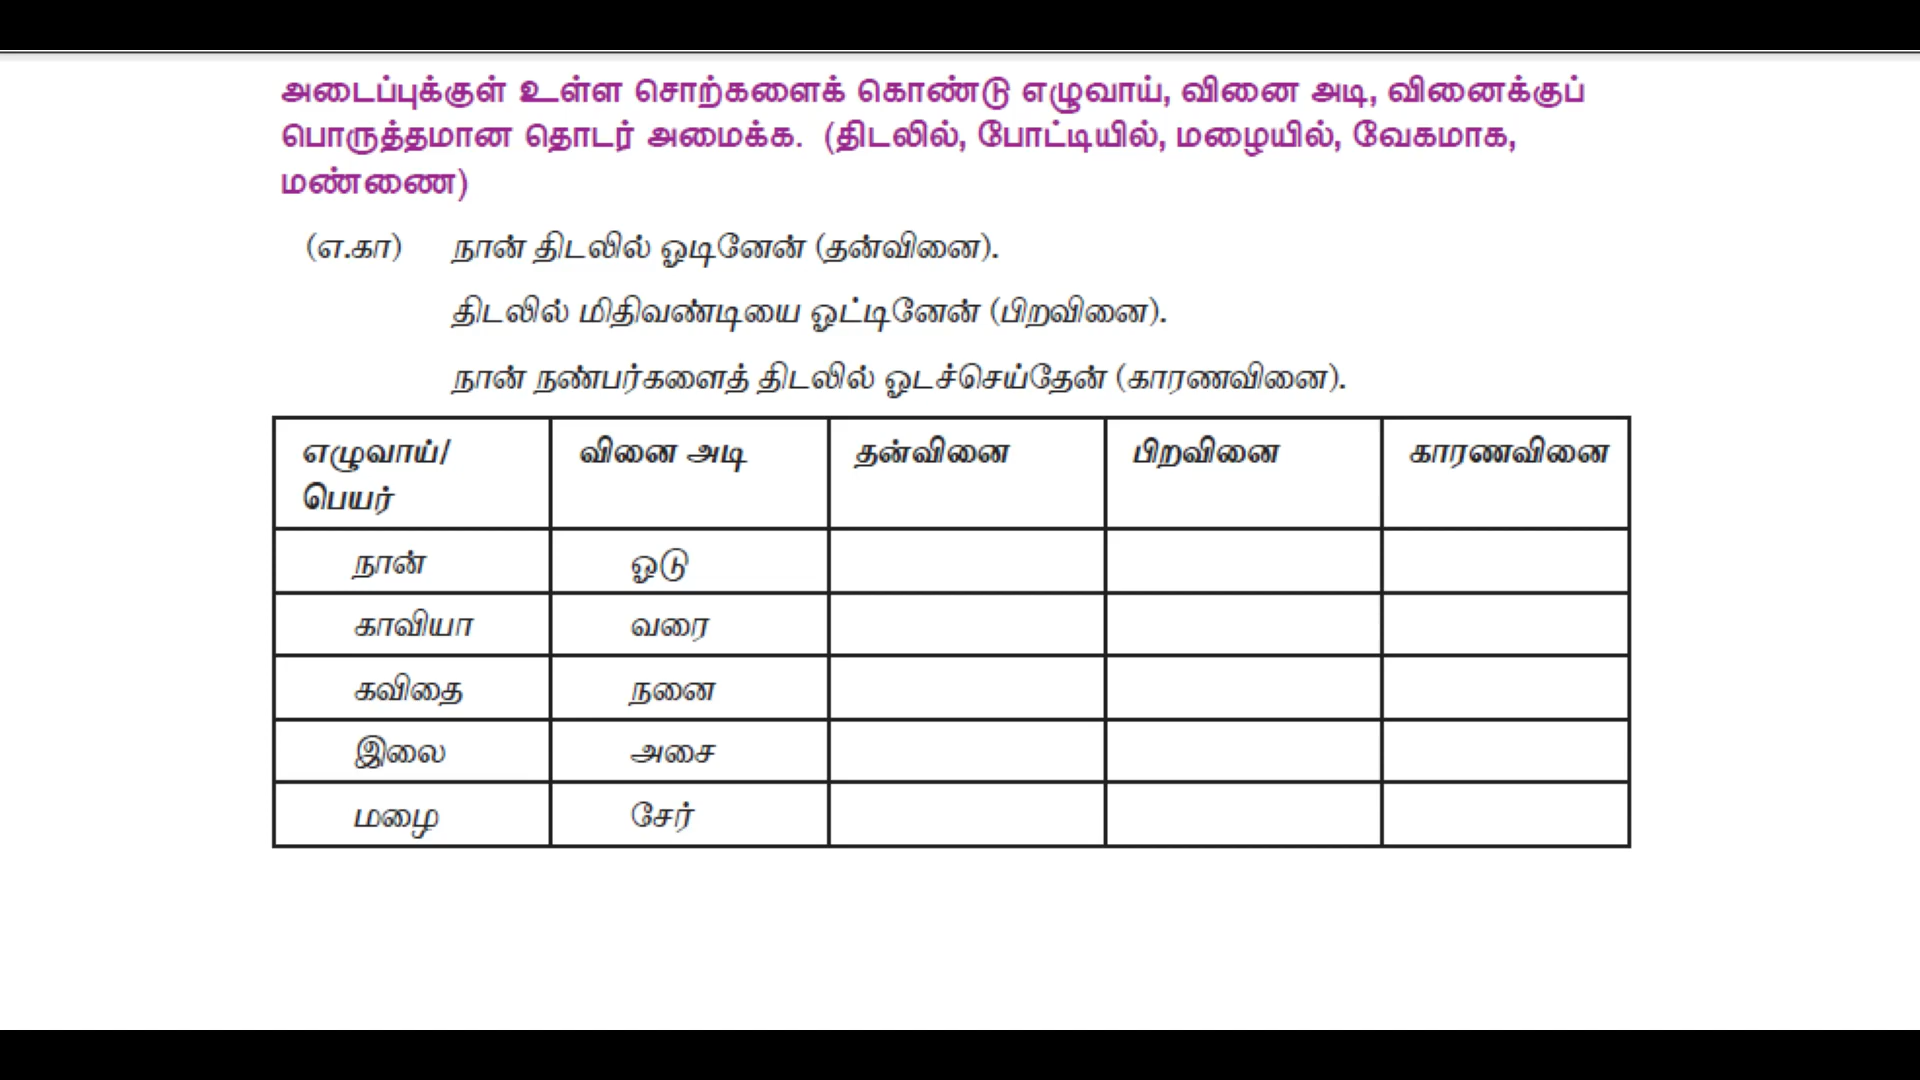 அடைப்புக்குள் உள்ள சொற்களைக் கொண்டு எழுவாய், வினை அடி, வினைக்குப்
பொருத்தமான தொடர் அமைக்க. (திடலில், போட்டியில், மழையில், வேகமாக,
மண்ணை)
(எ.கா) நான் திடலில் ஓடினேன் (தன்வினை).
திடலில் மிதிவண்டியை ஓட்டினேன் (பிறவினை).
நான் நண்பர்களைத் திடலில் ஓடச்செய்தேன் (காரணவினை).
எழுவாய்/ வினை அடி தன்வினை பிறவினை காரணவினை
பெயர்
நான் ஓடு
காவியா வரை
கவிதை நனை
இலை அசை
மழை சேர்